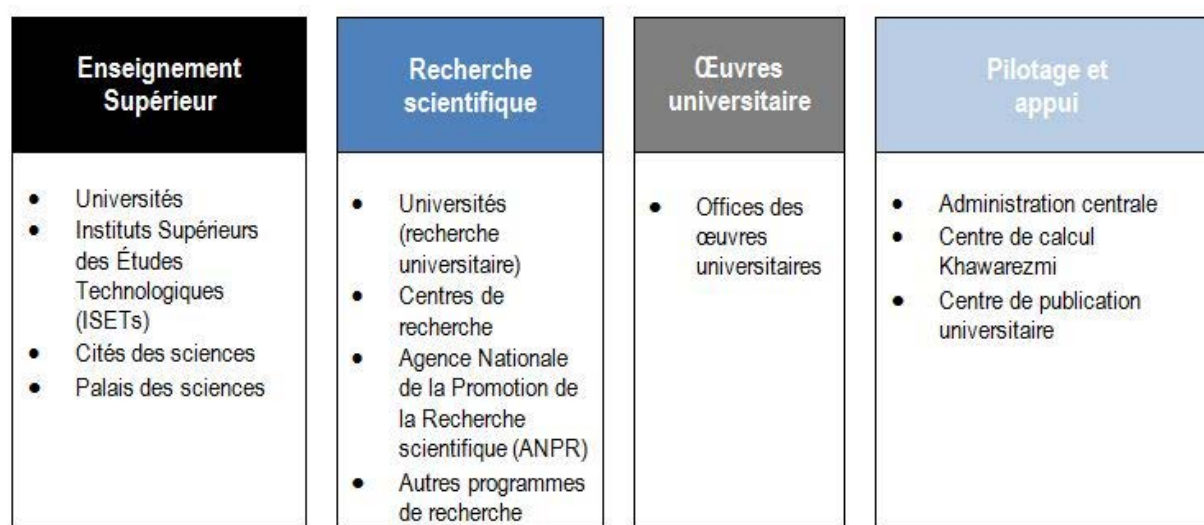 Enseignement
Supérieur
• Universités
• Instituts Supérieurs
des Études
Technologiques
(ISETs)
• Cités des sciences
• Palais des sciences
Recherche
scientifique
• Universités
(recherche
universitaire)
• Centres de
recherche
• Agence Nationale
de la Promotion de
la Recherche
scientifique (ANPR)
• Autres programmes
de recherche
Œuvres
universitaire
• Offices des
œuvres
universitaires
Pilotage et
appui
• Administration centrale
• Centre de calcul
Khawarezmi
• Centre de publication
universitaire